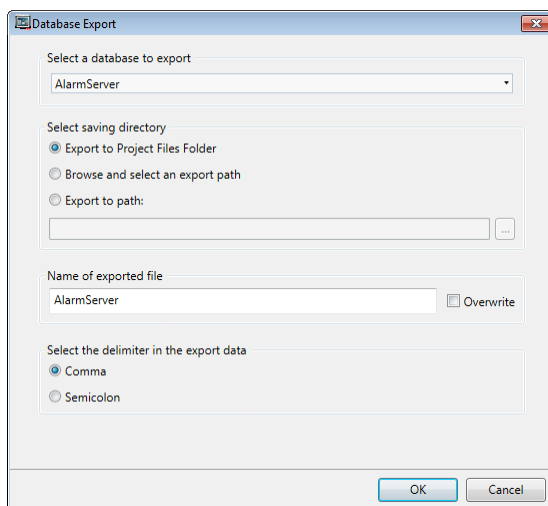 Database Export
Select a database to export
AlarmServer
Select saving directory
Export to Project Files Folder
Browse and select an export path
Export to path:
...
Name of exported file
AlarmServer
Overwrite
Select the delimiter in the export data
Comma
Semicolon
OK
Cancel